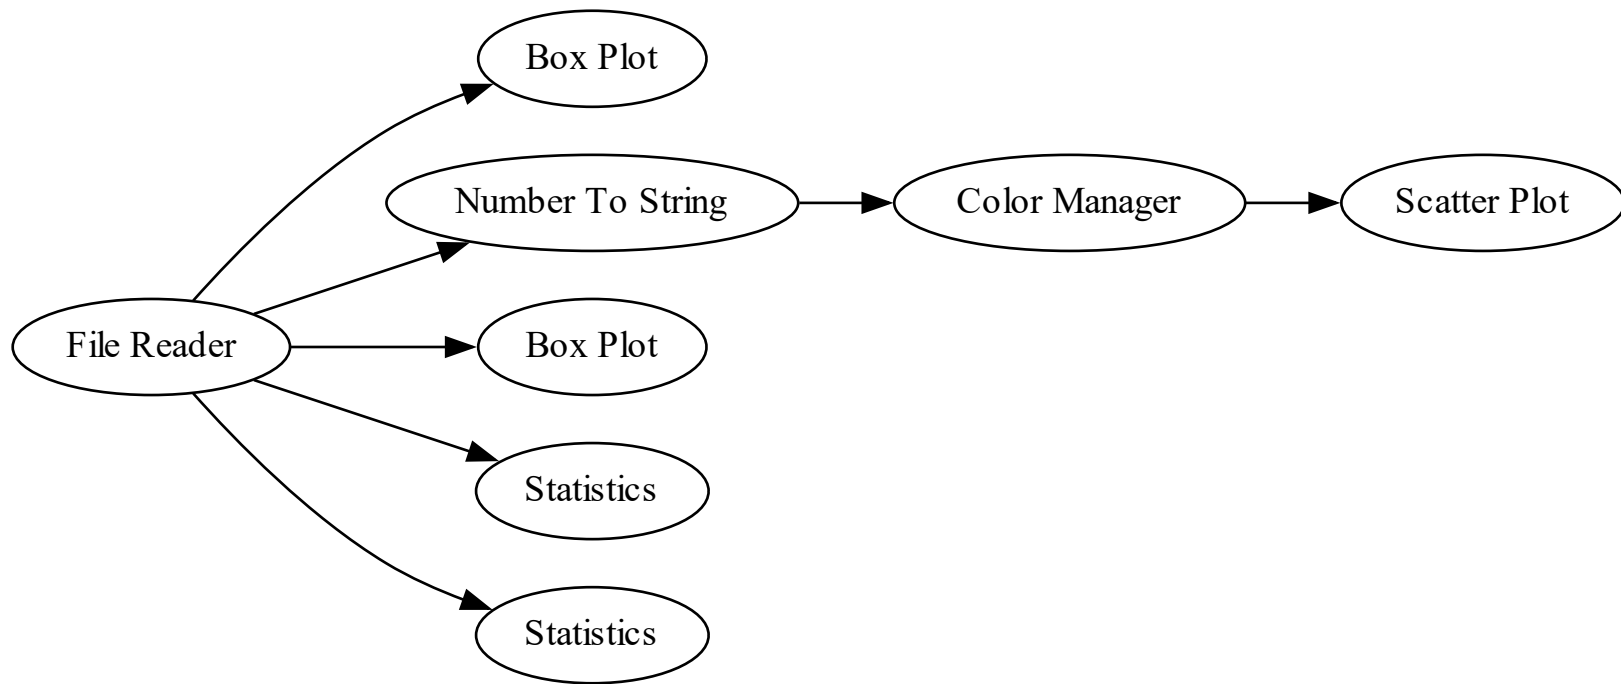 Box Plot
Number To String
Color Manager
Scatter Plot
File Reader
Box Plot
Statistics
Statistics